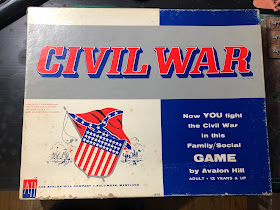 CIVIL WAR
Now YOU fight
the Civil War
in this
Family/Social
GAME
by Avalon Hill
ADULT • 12 YEARS & UP
AH
THE AVALON HILL COMPANY • BALTIMORE, MARYLAND